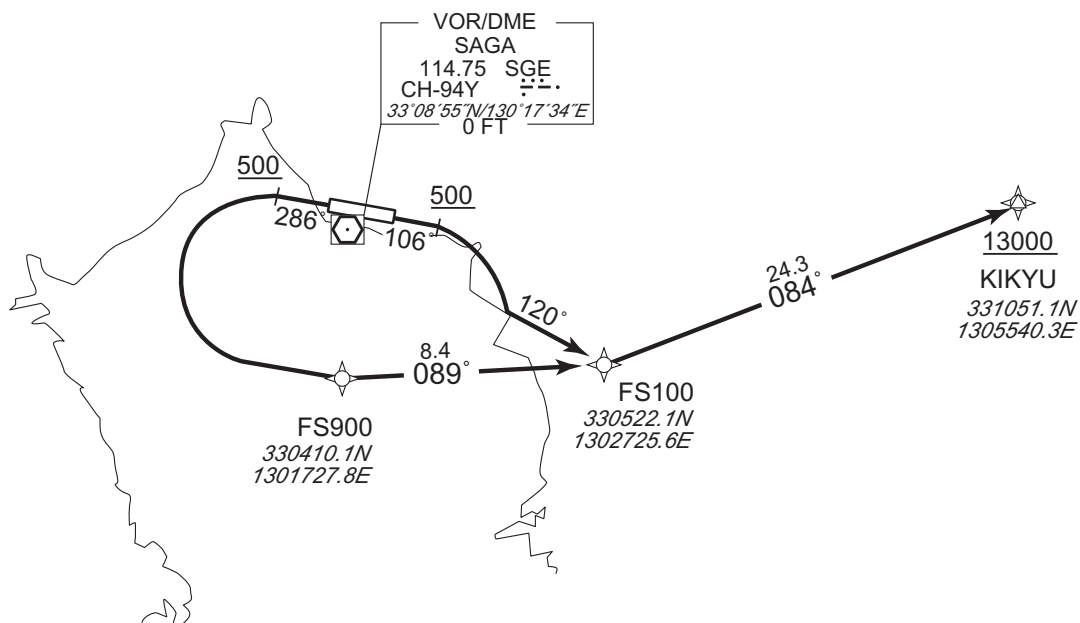 VOR/DME
SAGA
114.75 SGE
CH-94Y
33°08´55˝N/130°17´34˝E
0 FT
500
286°
500
106°
120°
24.3
084°
13000
KIKYU
331051.1N
1305540.3E
8.4
089°
FS900
330410.1N
1301727.8E
FS100
330522.1N
1302725.6E